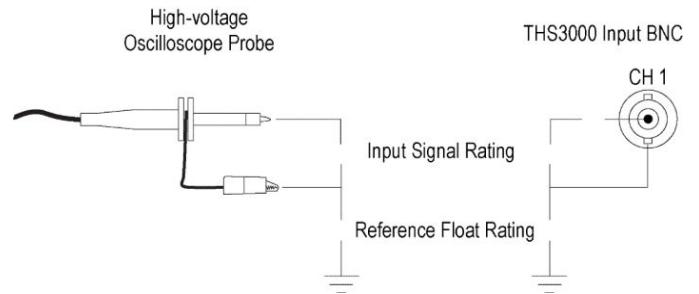 High-voltage
Oscilloscope Probe
THS3000 Input BNC
CH 1
Input Signal Rating
Reference Float Rating